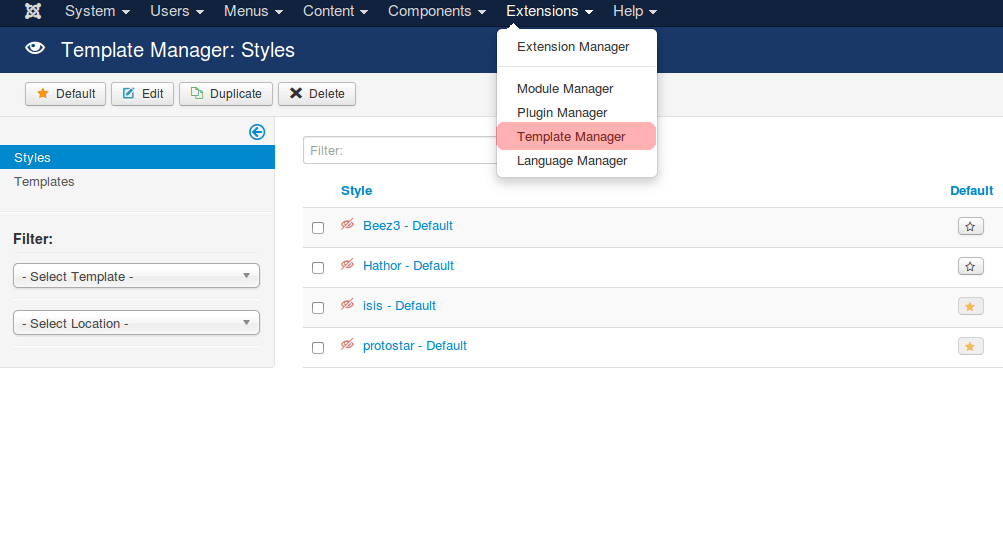 System Users Menus Content Components Extensions Help
Template Manager: Styles
Extension Manager
Module Manager
Plugin Manager
Template Manager
Language Manager
Default Edit Duplicate Delete
Styles
Templates
Filter:
- Select Template -
- Select Location -
Filter:
Style Default
Beez3 - Default
Hathor - Default
isis - Default
protostar - Default